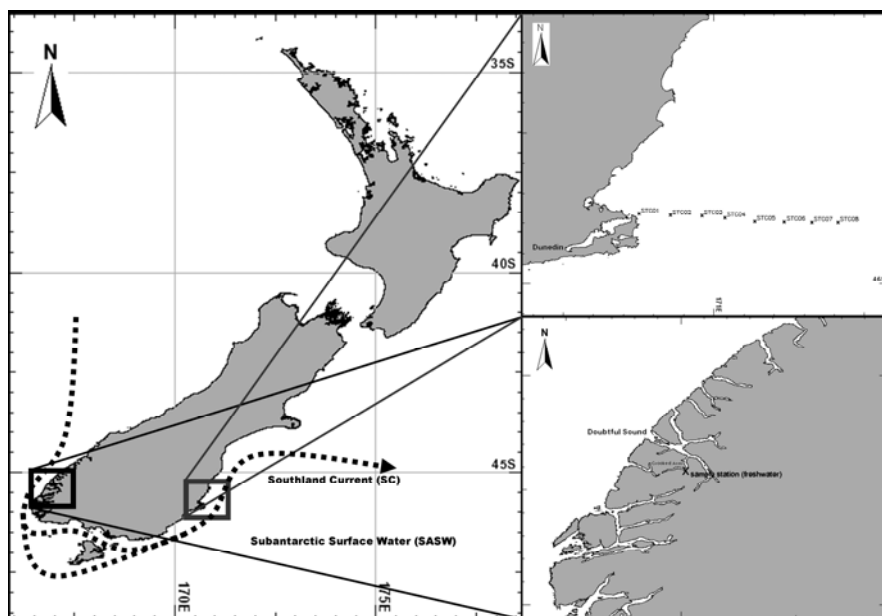 N
35S
40S
45S
Southland Current (SC)
Subantarctic Surface Water (SASW)
170E
175E
N
STC01
STC02
STC03
STC04
STC05
STC06
STC07
STC08
Dunedin
171E
N
Doubtful Sound
sample station (freshwater)